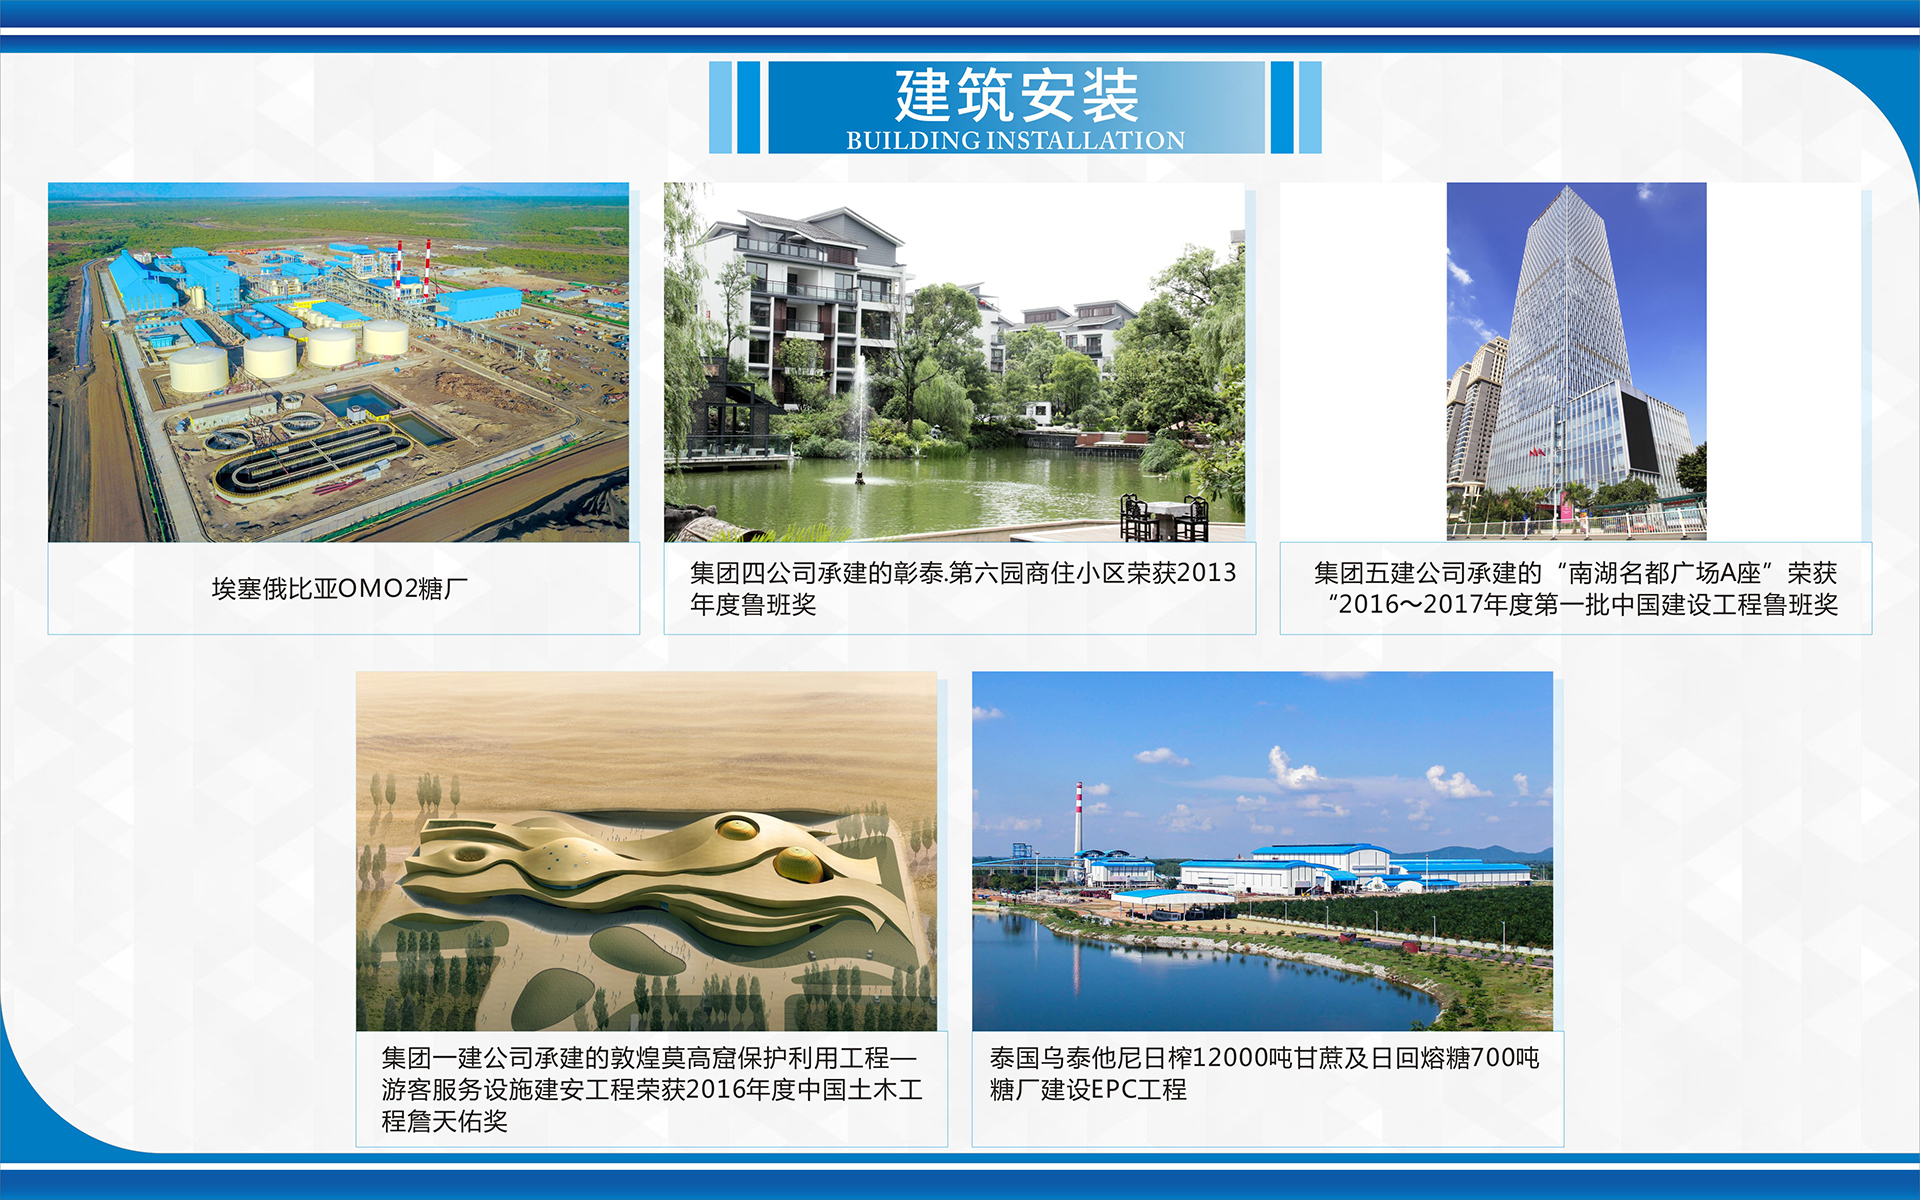 建筑安装
BUILDING INSTALLATION
埃塞俄比亚OMO2糖厂
集团四公司承建的彰泰.第六园商住小区荣获2013
年度鲁班奖
集团五建公司承建的“南湖名都广场A座”荣获
“2016～2017年度第一批中国建设工程鲁班奖
集团一建公司承建的敦煌莫高窟保护利用工程—
游客服务设施建安工程荣获2016年度中国土木工
程詹天佑奖
泰国乌泰他尼日榨12000吨甘蔗及日回熔糖700吨
糖厂建设EPC工程